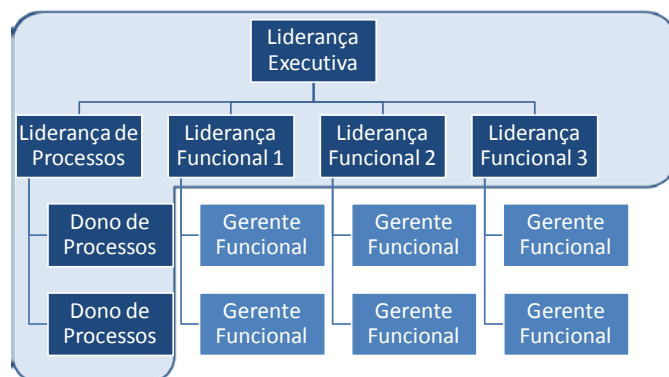 Liderança
Executiva
Liderança de
Processos
Liderança
Funcional 1
Liderança
Funcional 2
Liderança
Funcional 3
Dono de
Processos
Gerente
Funcional
Gerente
Funcional
Gerente
Funcional
Dono de
Processos
Gerente
Funcional
Gerente
Funcional
Gerente
Funcional